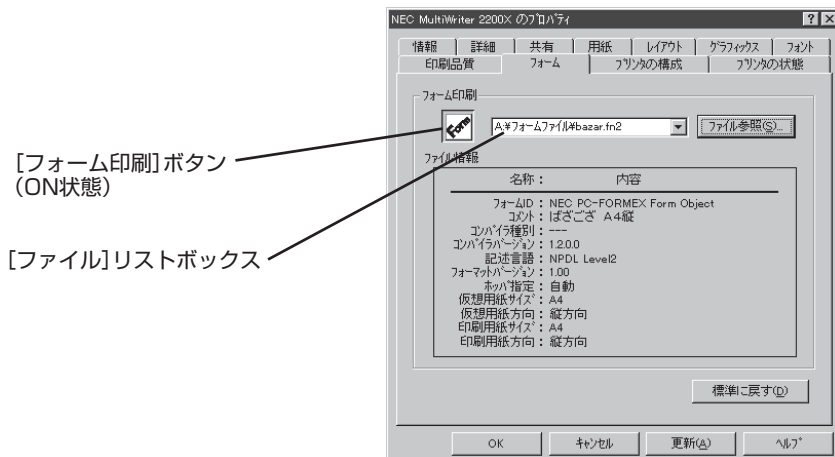 NEC MultiWriter 2200X のプロパティ
情報 詳細 共有 用紙 レイアウト グラフィックス フォント
印刷品質 フォーム プリンタの構成 プリンタの状態
フォーム印刷
Form A:¥フォームファイル¥bazar.fn2 ファイル参照(S)...
[フォーム印刷]ボタン
(ON状態)
ファイル情報
名称： 内容
フォームID： NEC PC-FORMEX Form Object
コメント： ばざござ A4縦
コンパイラ種別： ---
コンパイラバージョン： 1.2.0.0
記述言語： NPDL Level2
フォーマットバージョン： 1.00
ホッパ指定： 自動
仮想用紙サイズ： A4
仮想用紙方向： 縦方向
印刷用紙サイズ： A4
印刷用紙方向： 縦方向
[ファイル]リストボックス
標準に戻す(D)
OK キャンセル 更新(A) ヘルプ